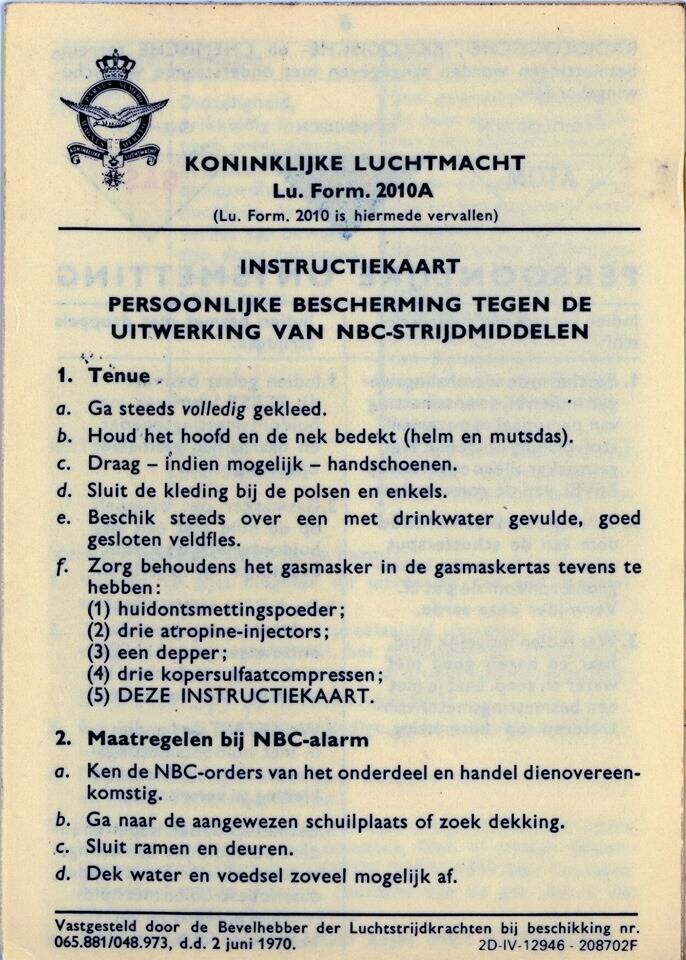 KONINKLIJKE LUCHTMACHT
KONINKLIJKE LUCHTMACHT
Lu. Form. 2010A
(Lu. Form. 2010 is hiermede vervallen)
INSTRUCTIEKAART
PERSOONLIJKE BESCHERMING TEGEN DE
UITWERKING VAN NBC-STRIJDMIDDELEN
1. Tenue
a. Ga steeds volledig gekleed.
b. Houd het hoofd en de nek bedekt (helm en mutsdas).
c. Draag – indien mogelijk – handschoenen.
d. Sluit de kleding bij de polsen en enkels.
e. Beschik steeds over een met drinkwater gevulde, goed
gesloten veldfles.
f. Zorg behoudens het gasmasker in de gasmaskertas tevens te
hebben:
(1) huidontsmettingspoeder;
(2) drie atropine-injectors;
(3) een depper;
(4) drie kopersulfaatcompressen;
(5) DEZE INSTRUCTIEKAART.
2. Maatregelen bij NBC-alarm
a. Ken de NBC-orders van het onderdeel en handel dienovereen-
komstig.
b. Ga naar de aangewezen schuilplaats of zoek dekking.
c. Sluit ramen en deuren.
d. Dek water en voedsel zoveel mogelijk af.
Vastgesteld door de Bevelhebber der Luchtstrijdkrachten bij beschikking nr.
065.881/048.973, d.d. 2 juni 1970. 2D-IV-12946 - 208702F